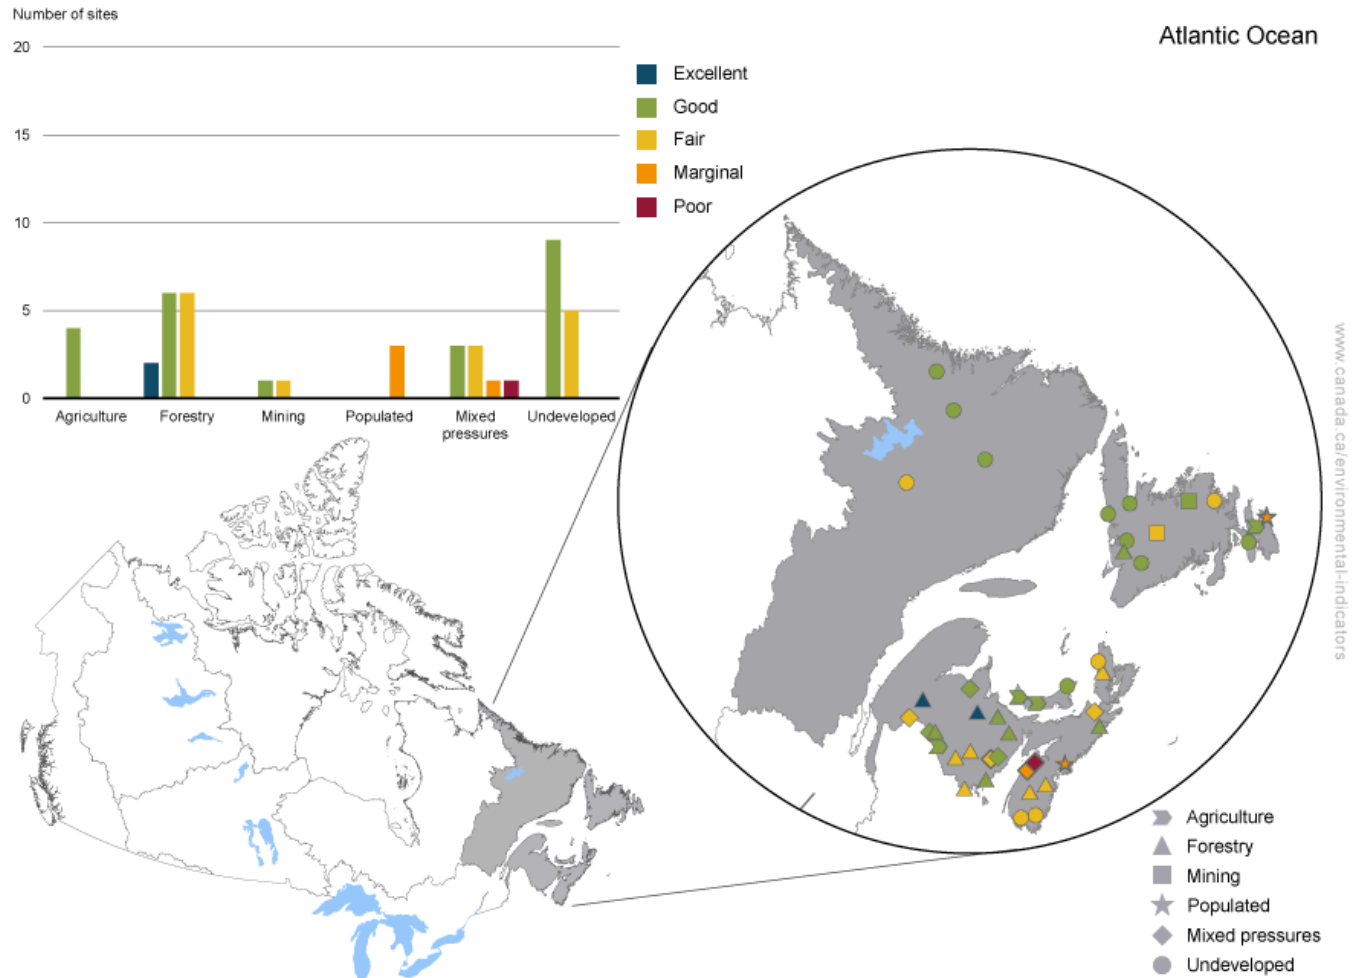 Number of sites
Atlantic Ocean
20
15
10
5
0
Excellent
Good
Fair
Marginal
Poor
Agriculture
Forestry
Mining
Populated
Mixed
pressures
Undeveloped
www.canada.ca/environmental-indicators
Agriculture
Forestry
Mining
Populated
Mixed pressures
Undeveloped